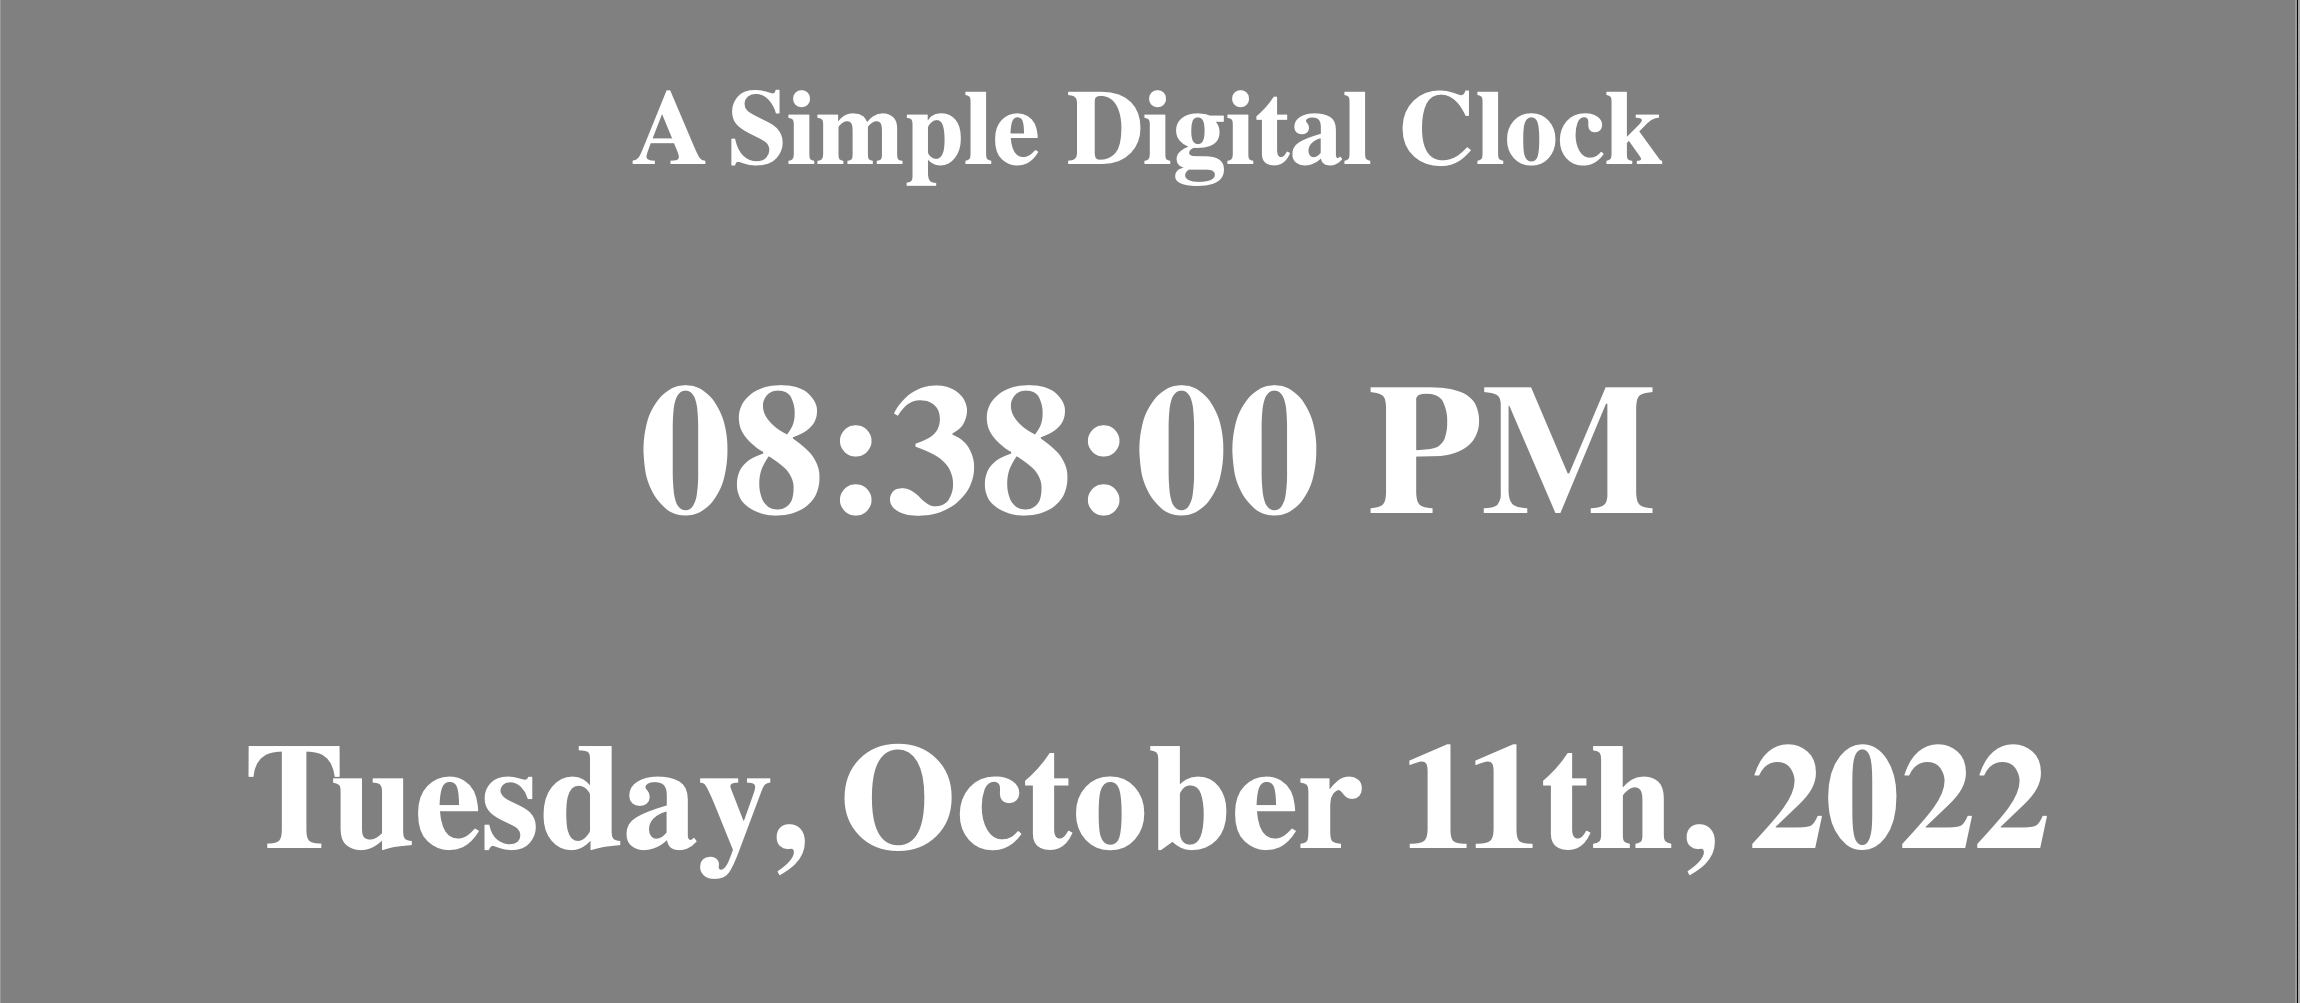 A Simple Digital Clock
08:38:00 PM
Tuesday, October 11th, 2022